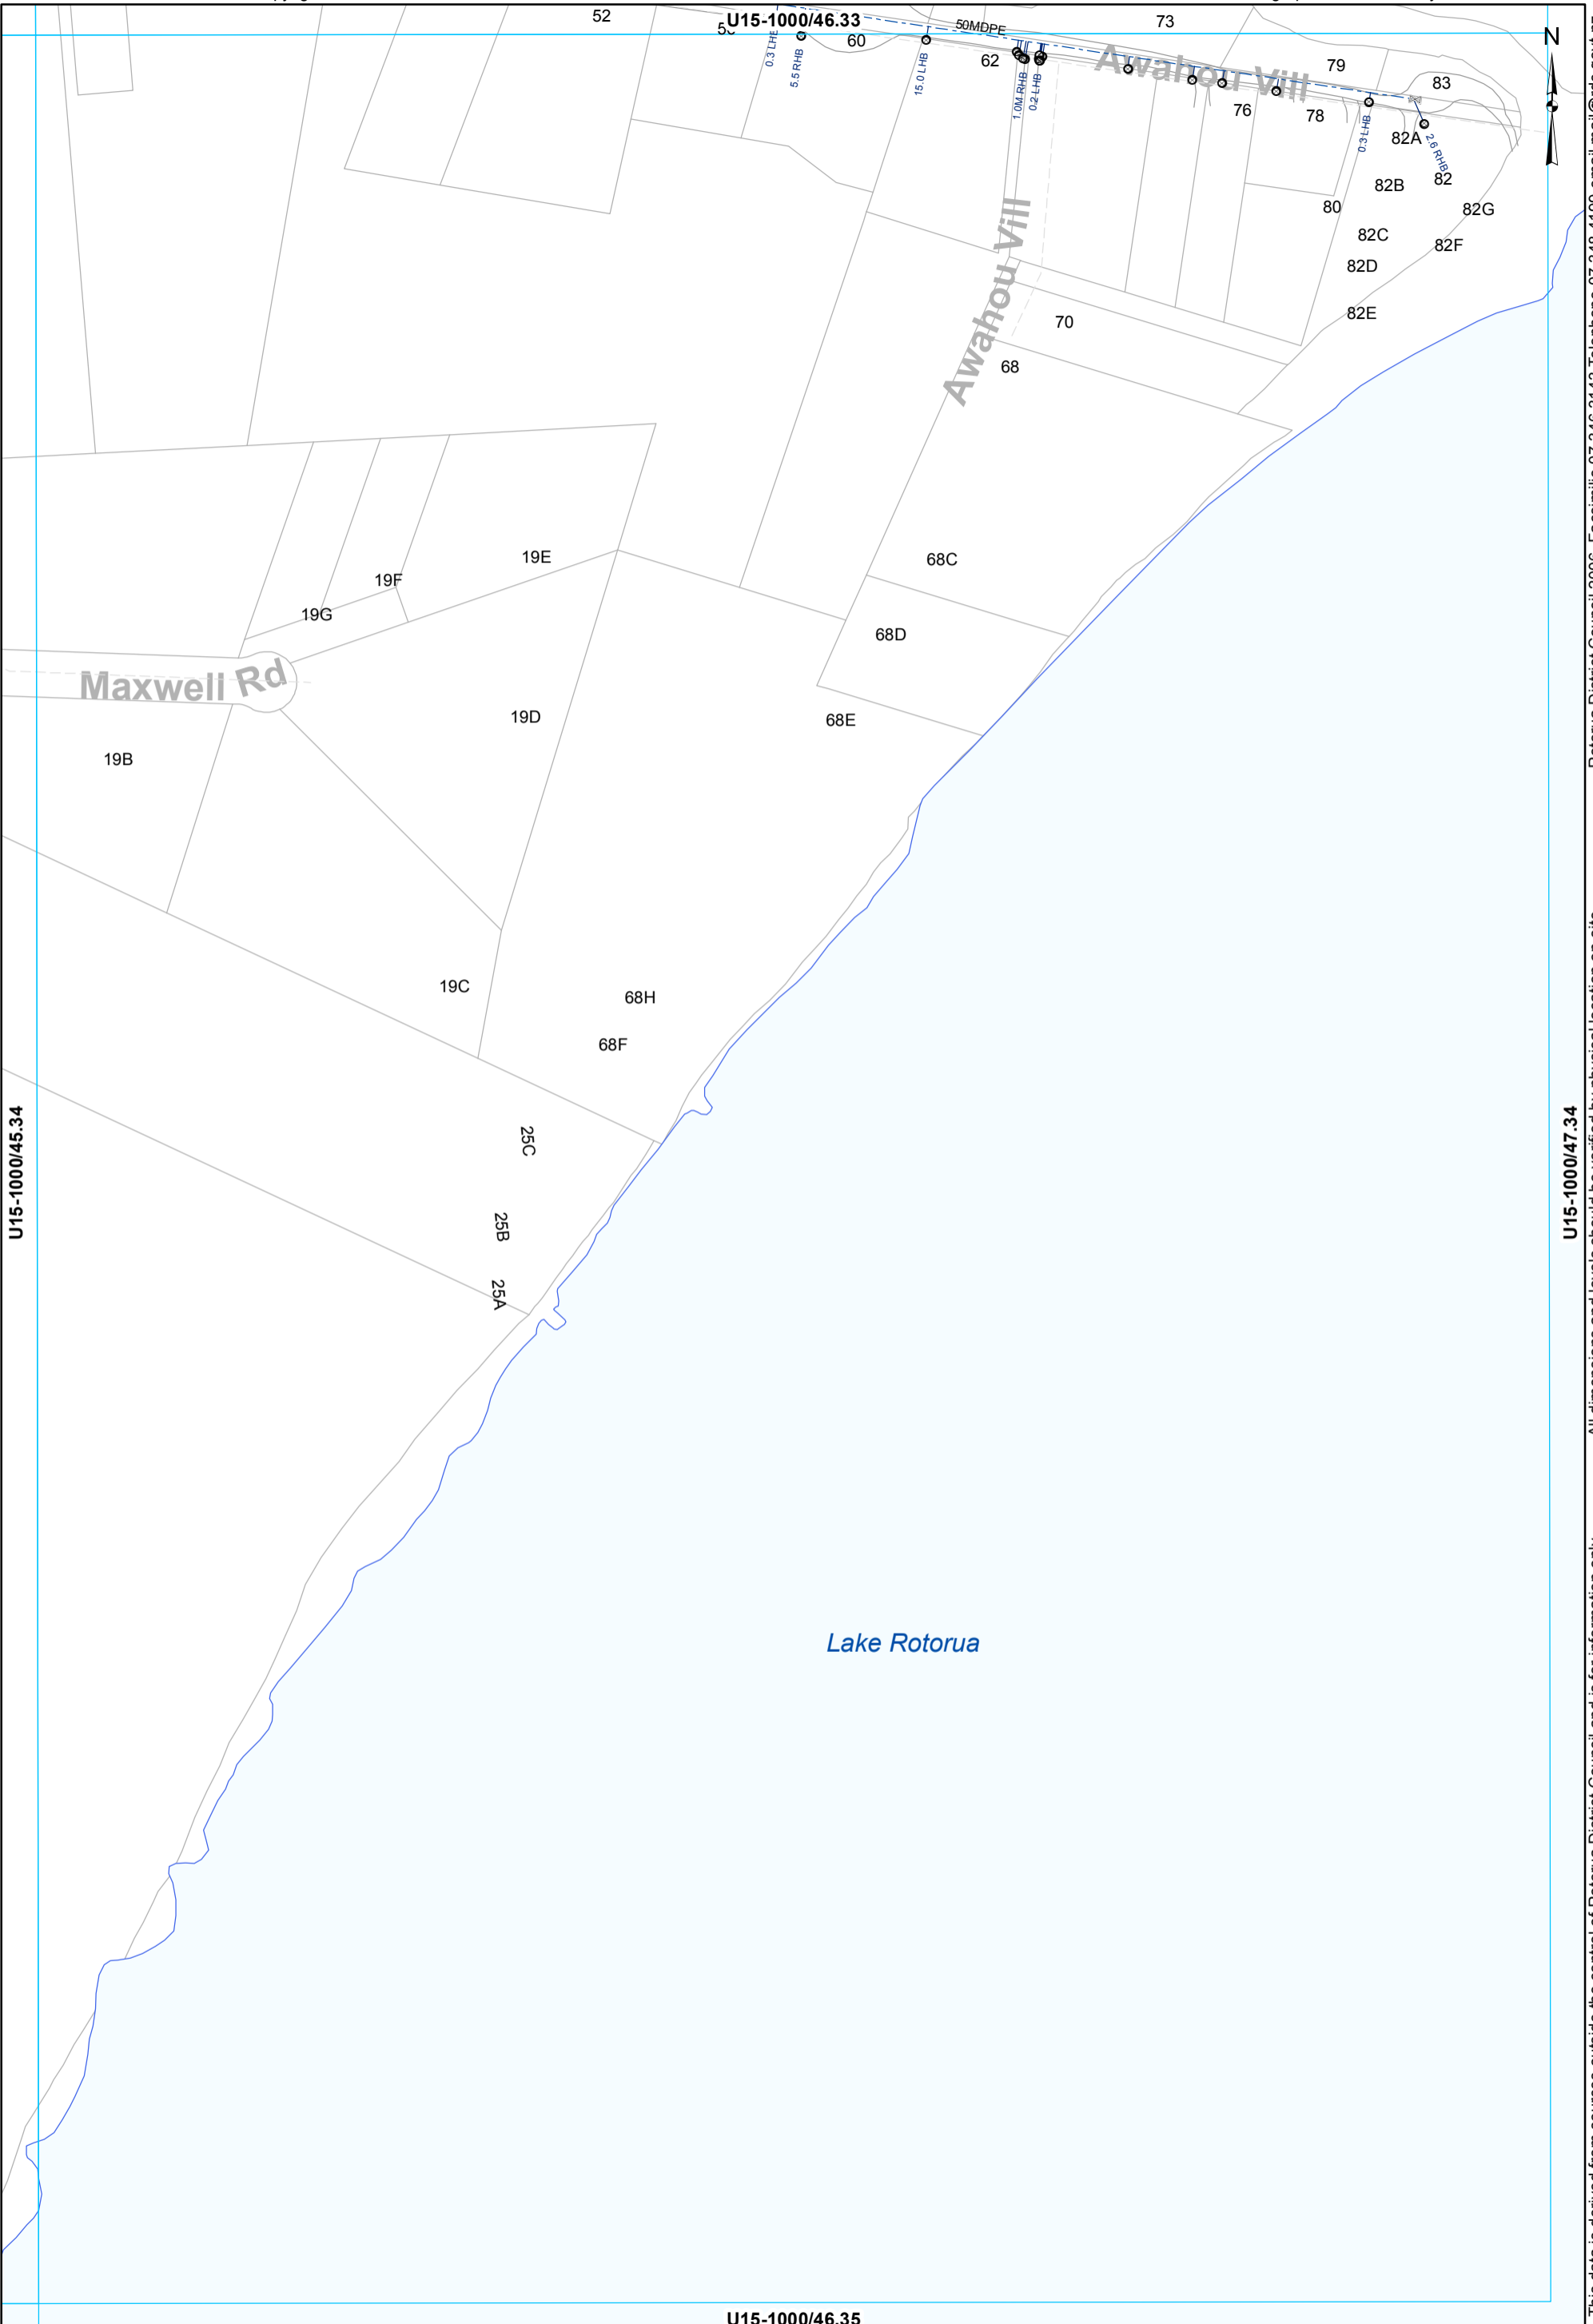 U15-1000/46.33
52
60
50MDPE
73
N
0.3 LHB
5.5 RHB
15.0 LHB
62
1.0M RHB
0.2 LHB
Awahou Vill
79
83
76
78
0.3 LHB
82A
2.6 RHB
82B
82
80
82G
82C
82F
82D
82E
Awahou Vill
70
68
19E
68C
19F
19G
68D
Maxwell Rd
19D
68E
19B
19C
68H
68F
25C
25B
25A
U15-1000/45.34
U15-1000/47.34
Lake Rotorua
U15-1000/46.35